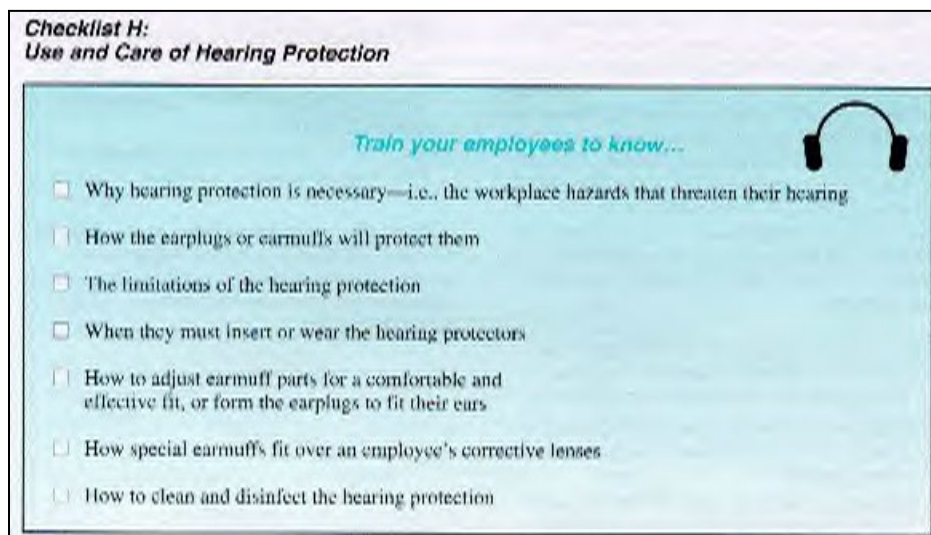 Checklist H:
Use and Care of Hearing Protection
Train your employees to know...
Why hearing protection is necessary—i.e., the workplace hazards that threaten their hearing
How the earplugs or earmuffs will protect them
The limitations of the hearing protection
When they must insert or wear the hearing protectors
How to adjust earmuff parts for a comfortable and
effective fit, or form the earplugs to fit their ears
How special earmuffs fit over an employee's corrective lenses
How to clean and disinfect the hearing protection